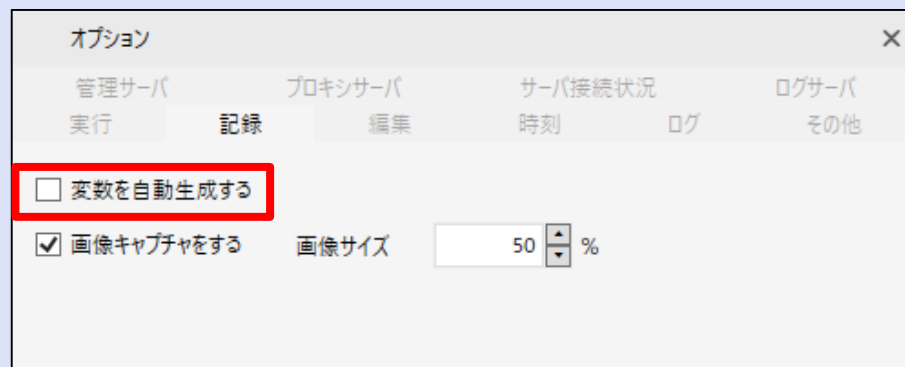 オプション
管理サーバ プロキシサーバ サーバ接続状況 ログサーバ
実行 記録 編集 時刻 ログ その他
変数を自動生成する
画像キャプチャをする 画像サイズ 50 %